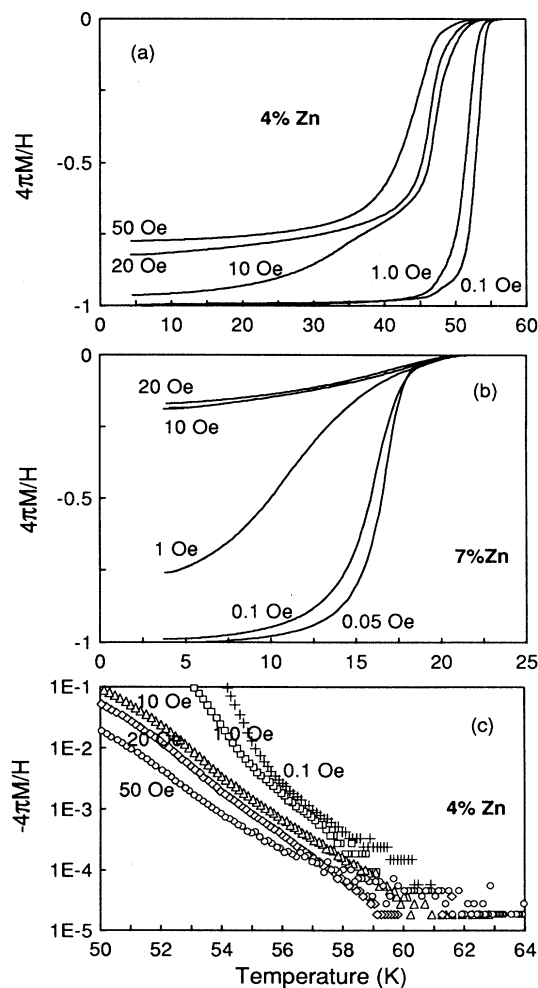 0
(a)
4% Zn
4πM/H
-0.5
50 Oe
20 Oe
10 Oe
1.0 Oe
0.1 Oe
-1
0 10 20 30 40 50 60
0
20 Oe
10 Oe
(b)
4πM/H
-0.5
1 Oe
7%Zn
0.1 Oe
0.05 Oe
-1
0 5 10 15 20 25
1E-1
10 Oe
1.0 Oe
(c)
20 Oe
1E-2
0.1 Oe
50 Oe
-4πM/H
1E-3
4% Zn
1E-4
1E-5
50 52 54 56 58 60 62 64
Temperature (K)